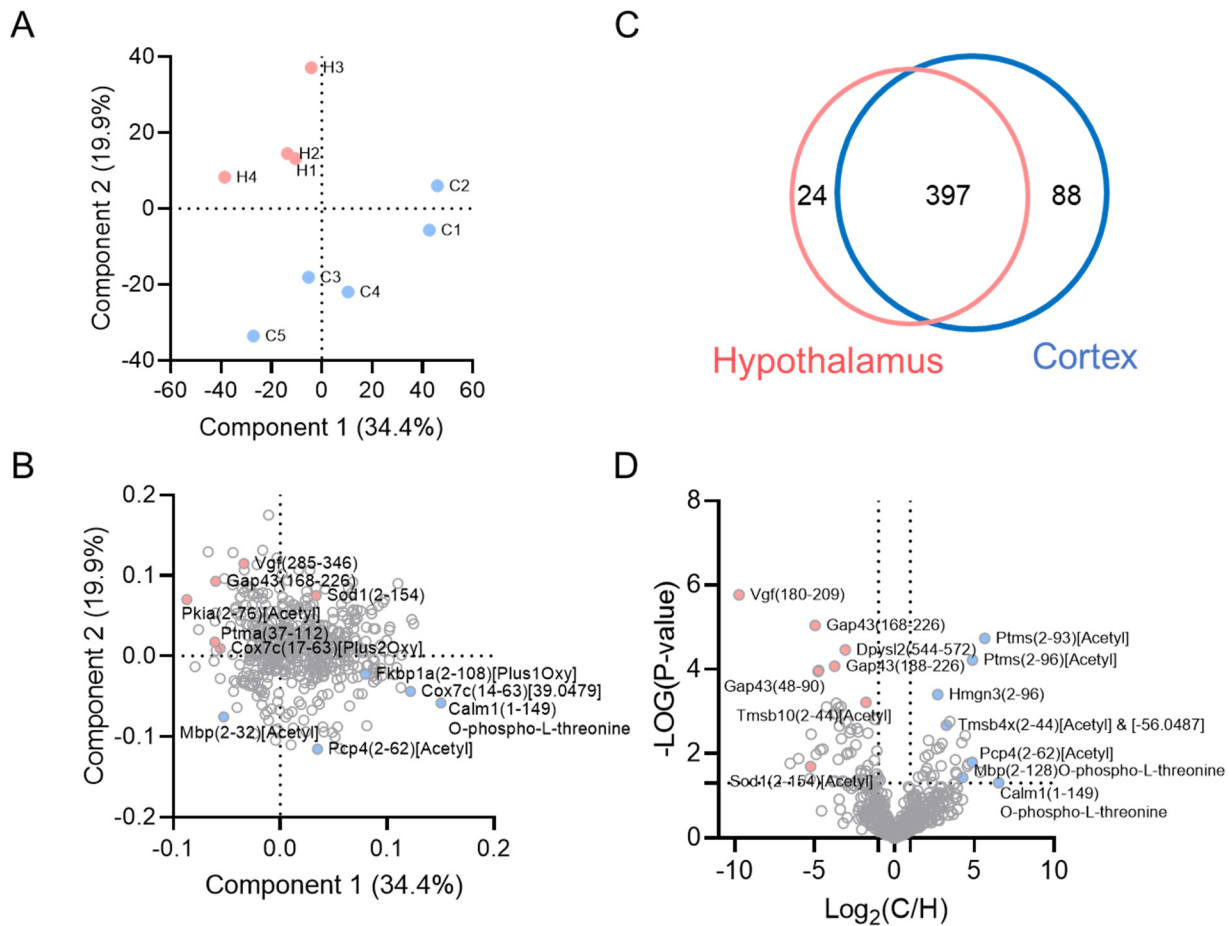 A
40
20
0
-20
-40
-60
-40
-20
0
20
40
60
Component 2 (19.9%)
Component 1 (34.4%)
H3
H2
H1
H4
C2
C1
C3
C4
C5
C
24
397
88
Hypothalamus
Cortex
B
0.2
0.1
0.0
-0.1
-0.2
-0.1
0.0
0.1
0.2
Component 2 (19.9%)
Component 1 (34.4%)
Vgf(285-346)
Gap43(168-226)
Sod1(2-154)
Pkia(2-76)[Acetyl]
Ptma(37-112)
Cox7c(17-63)[Plus2Oxy]
Fkbp1a(2-108)[Plus1Oxy]
Cox7c(14-63)[39.0479]
Calm1(1-149)
O-phospho-L-threonine
Mbp(2-32)[Acetyl]
Pcp4(2-62)[Acetyl]
D
8
6
4
2
0
-10
-5
0
5
10
-LOG(P-value)
Log2(C/H)
Vgf(180-209)
Gap43(168-226)
Ptms(2-93)[Acetyl]
Dpysl2(544-572)
Ptms(2-96)[Acetyl]
Gap43(188-226)
Gap43(48-90)
Hmgn3(2-96)
Tmsb10(2-44)[Acetyl]
Tmsb4x(2-44)[Acetyl] & [-56.0487]
Pcp4(2-62)[Acetyl]
Mbp(2-128)O-phospho-L-threonine
Sod1(2-154)[Acetyl]
Calm1(1-149)
O-phospho-L-threonine